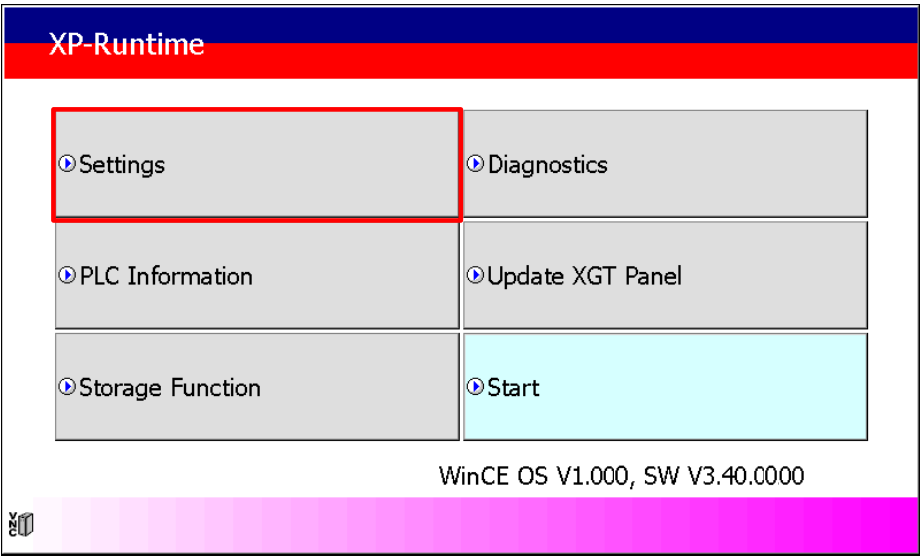 XP-Runtime
Settings
Diagnostics
PLC Information
Update XGT Panel
Storage Function
Start
WinCE OS V1.000, SW V3.40.0000
VNC